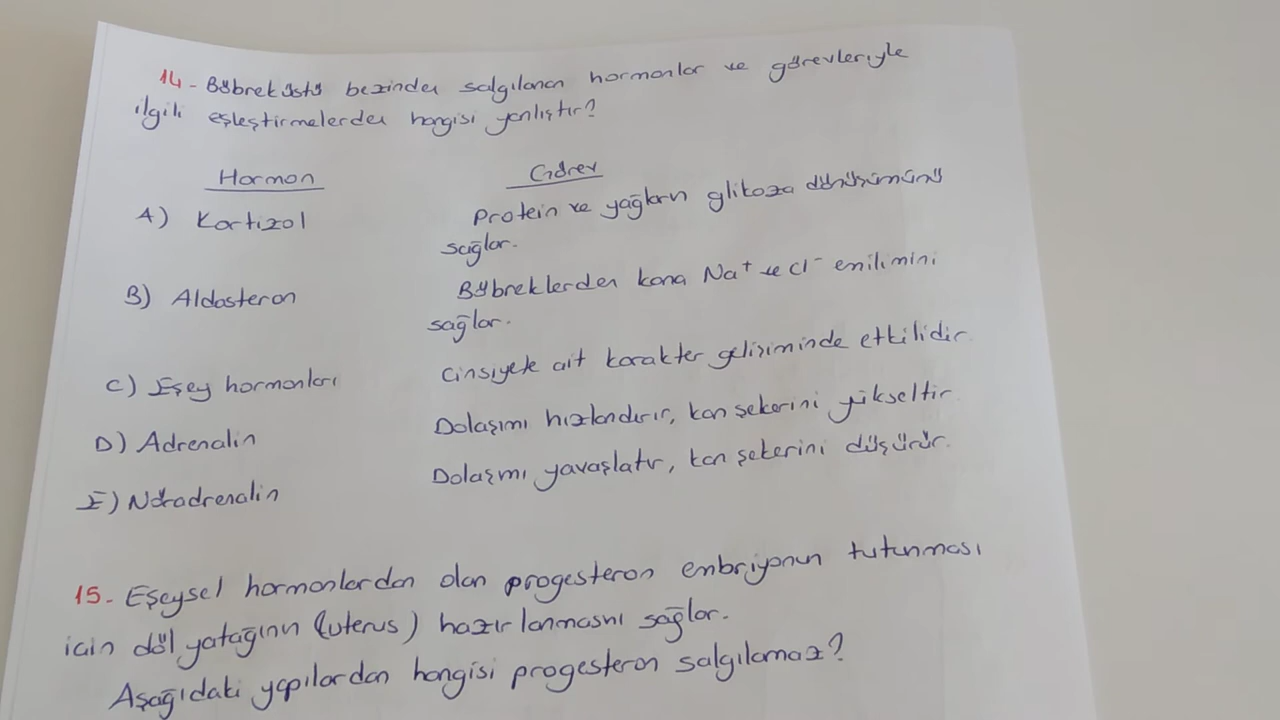 14 - Böbreküstü bezinden salgılanan hormonlar ve görevleriyle
ilgili eşleştirmelerden hangisi yanlıştır?
Hormon Görev
A) Kortizol Protein ve yağların glikoza dönüşümünü
sağlar.
B) Aldosteron Böbreklerden kana Na⁺ ve Cl⁻ emilimini
sağlar.
C) Eşey hormonları Cinsiyete ait karakter gelişiminde etkilidir.
D) Adrenalin Dolaşımı hızlandırır, kan şekerini yükseltir.
E) Nöradrenalin Dolaşımı yavaşlatır, kan şekerini düşürür.
15 - Eşeysel hormonlardan olan progesteron embriyonun tutunması
için döl yatağının (uterus) hazırlanmasını sağlar.
Aşağıdaki yapılardan hangisi progesteron salgılamaz?